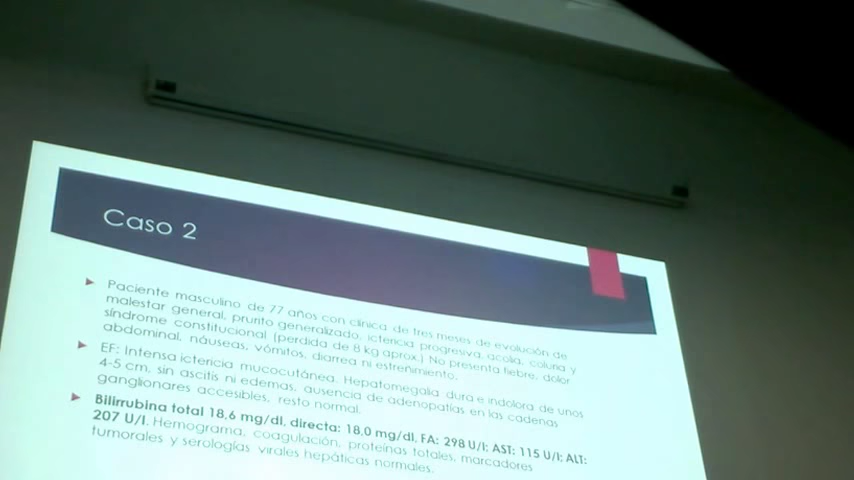 Caso 2
Paciente masculino de 77 años con clínica de tres meses de evolución de
malestar general, prurito generalizado, ictericia progresiva, acolia, coluria y
síndrome constitucional (perdida de 8 kg aprox.) No presenta fiebre, dolor
abdominal, náuseas, vómitos, diarrea ni estreñimiento.
EF: Intensa ictericia mucocutánea. Hepatomegalia dura e indolora de unos
4-5 cm, sin ascitis ni edemas, ausencia de adenopatías en las cadenas
ganglionares accesibles, resto normal.
Bilirrubina total 18,6 mg/dl, directa: 18,0 mg/dl, FA: 298 U/l; AST: 115 U/l; ALT:
207 U/l. Hemograma, coagulación, proteínas totales, marcadores
tumorales y serologías virales hepáticas normales.